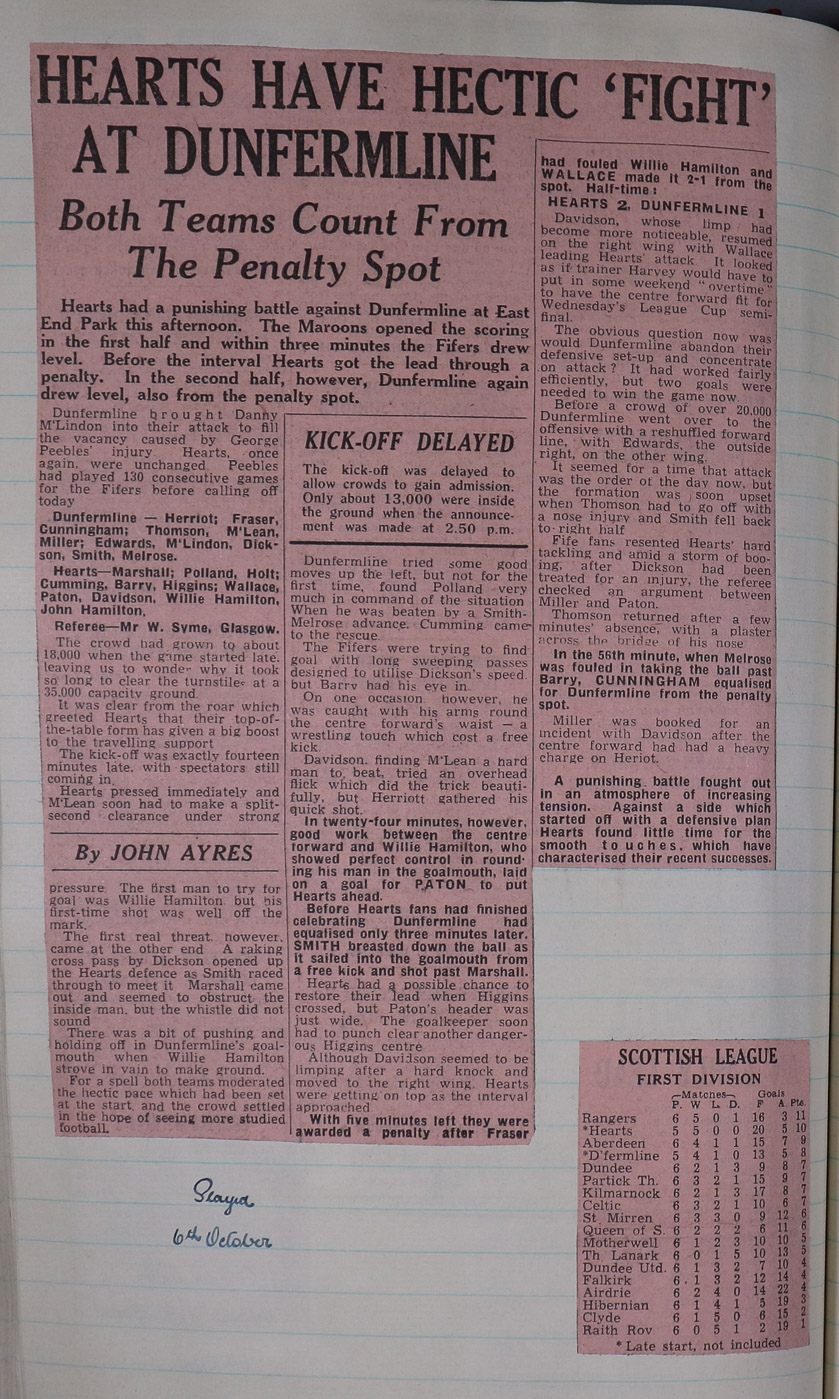 HEARTS HAVE HECTIC ‘FIGHT’
AT DUNFERMLINE
Both Teams Count From
The Penalty Spot
Hearts had a punishing battle against Dunfermline at East
End Park this afternoon. The Maroons opened the scoring
in the first half and within three minutes the Fifers drew
level. Before the interval Hearts got the lead through a
penalty. In the second half, however, Dunfermline again
drew level, also from the penalty spot.
Dunfermline brought Danny
M‘Lindon into their attack to fill
the vacancy caused by George
Peebles' injury. Hearts, once
again, were unchanged. Peebles
had played 130 consecutive games
for the Fifers before calling off
today
Dunfermline — Herriot; Fraser,
Cunningham; Thomson, M‘Lean,
Miller; Edwards, M‘Lindon, Dick-
son, Smith, Melrose.
Hearts—Marshall; Polland, Holt;
Cumming, Barry, Higgins; Wallace,
Paton, Davidson, Willie Hamilton,
John Hamilton.
Referee—Mr W. Syme, Glasgow.
The crowd had grown to about
18,000 when the game started late,
leaving us to wonder why it took
so long to clear the turnstiles at a
35,000 capacity ground.
It was clear from the roar which
greeted Hearts that their top-of-
the-table form has given a big boost
to the travelling support
The kick-off was exactly fourteen
minutes late, with spectators still
coming in.
Hearts pressed immediately and
M‘Lean soon had to make a split-
second clearance under strong
By JOHN AYRES
pressure. The first man to try for
goal was Willie Hamilton but his
first-time shot was well off the
mark.
The first real threat, however,
came at the other end A raking
cross pass by Dickson opened up
the Hearts defence as Smith raced
through to meet it Marshall came
out and seemed to obstruct the
inside man, but the whistle did not
sound
There was a bit of pushing and
holding off in Dunfermline's goal-
mouth when Willie Hamilton
strove in vain to make ground.
For a spell both teams moderated
the hectic pace which had been set
at the start, and the crowd settled
in the hope of seeing more studied
football.
KICK-OFF DELAYED
The kick-off was delayed to
allow crowds to gain admission.
Only about 13,000 were inside
the ground when the announce-
ment was made at 2.50 p.m.
Dunfermline tried some good
moves up the left, but not for the
first time, found Polland very
much in command of the situation
When he was beaten by a Smith-
Melrose advance, Cumming came
to the rescue.
The Fifers were trying to find
goal with long sweeping passes
designed to utilise Dickson's speed,
but Barry had his eye in.
On one occasion, however, he
was caught with his arms round
the centre forward's waist — a
wrestling touch which cost a free
kick
Davidson, finding M‘Lean a hard
man to beat, tried an overhead
flick which did the trick beauti-
fully, but Herriott gathered his
quick shot.
In twenty-four minutes, however,
good work between the centre
forward and Willie Hamilton, who
showed perfect control in round-
ing his man in the goalmouth, laid
on a goal for PATON to put
Hearts ahead.
Before Hearts fans had finished
celebrating Dunfermline had
equalised only three minutes later.
SMITH breasted down the ball as
it sailed into the goalmouth from
a free kick and shot past Marshall.
Hearts had a possible chance to
restore their lead when Higgins
crossed, but Paton's header was
just wide. The goalkeeper soon
had to punch clear another danger-
ous Higgins centre
Although Davidson seemed to be
limping after a hard knock and
moved to the right wing, Hearts
were getting on top as the interval
approached
With five minutes left they were
awarded a penalty after Fraser
had fouled Willie Hamilton and
WALLACE made it 2-1 from the
spot. Half-time:
HEARTS 2, DUNFERMLINE 1
Davidson, whose limp had
become more noticeable, resumed
on the right wing with Wallace
leading Hearts' attack It looked
as if trainer Harvey would have to
put in some weekend “overtime”
to have the centre forward fit for
Wednesday's League Cup semi-
final.
The obvious question now was
would Dunfermline abandon their
defensive set-up and concentrate
on attack? It had worked fairly
efficiently, but two goals were
needed to win the game now.
Before a crowd of over 20,000
Dunfermline went over to the
offensive with a reshuffled forward
line, with Edwards, the outside
right, on the other wing.
It seemed for a time that attack
was the order of the day now, but
the formation was soon upset
when Thomson had to go off with
a nose injury and Smith fell back
to right half
Fife fans resented Hearts' hard
tackling and amid a storm of boo-
ing, after Dickson had been
treated for an injury, the referee
checked an argument between
Miller and Paton.
Thomson returned after a few
minutes' absence, with a plaster
across the bridge of his nose
In the 56th minute, when Melrose
was fouled in taking the ball past
Barry, CUNNINGHAM equalised
for Dunfermline from the penalty
spot.
Miller was booked for an
incident with Davidson after the
centre forward had had a heavy
charge on Heriot.
A punishing battle fought out
in an atmosphere of increasing
tension. Against a side which
started off with a defensive plan
Hearts found little time for the
smooth touches, which have
characterised their recent successes.
Played
6th October
SCOTTISH LEAGUE
FIRST DIVISION
Matches Goals
P. W L. D. F A Pts.
Rangers 6 5 0 1 16 3 11
*Hearts 5 5 0 0 20 5 10
Aberdeen 6 4 1 1 15 7 9
*D'fermline 5 4 1 0 13 5 8
Dundee 6 2 1 3 9 8 7
Partick Th. 6 3 2 1 15 9 7
Kilmarnock 6 2 1 3 17 8 7
Celtic 6 3 2 1 10 6 7
St. Mirren 6 3 3 0 9 12 6
Queen of S. 6 2 2 2 6 11 6
Motherwell 6 1 2 3 10 10 5
Th Lanark 6 0 1 5 10 13 5
Dundee Utd. 6 1 3 2 7 10 4
Falkirk 6 1 3 2 12 14 4
Airdrie 6 2 4 0 14 22 4
Hibernian 6 1 4 1 5 19 3
Clyde 6 1 5 0 6 15 2
Raith Rov 6 0 5 1 2 19 1
* Late start, not included